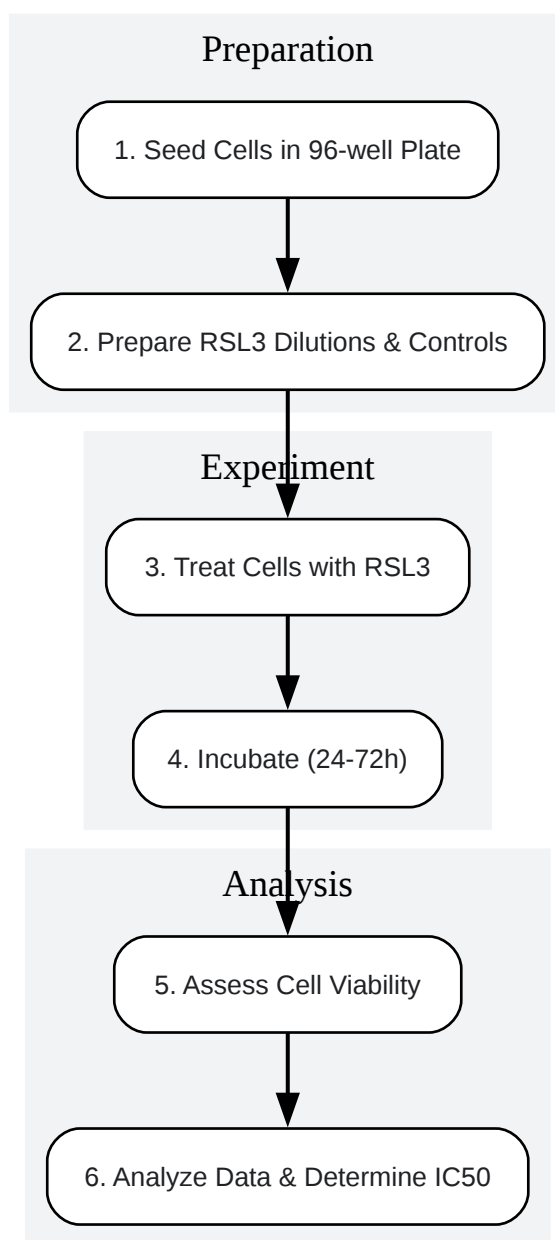 Preparation
1. Seed Cells in 96-well Plate
2. Prepare RSL3 Dilutions & Controls
Experiment
3. Treat Cells with RSL3
4. Incubate (24-72h)
Analysis
5. Assess Cell Viability
6. Analyze Data & Determine IC50